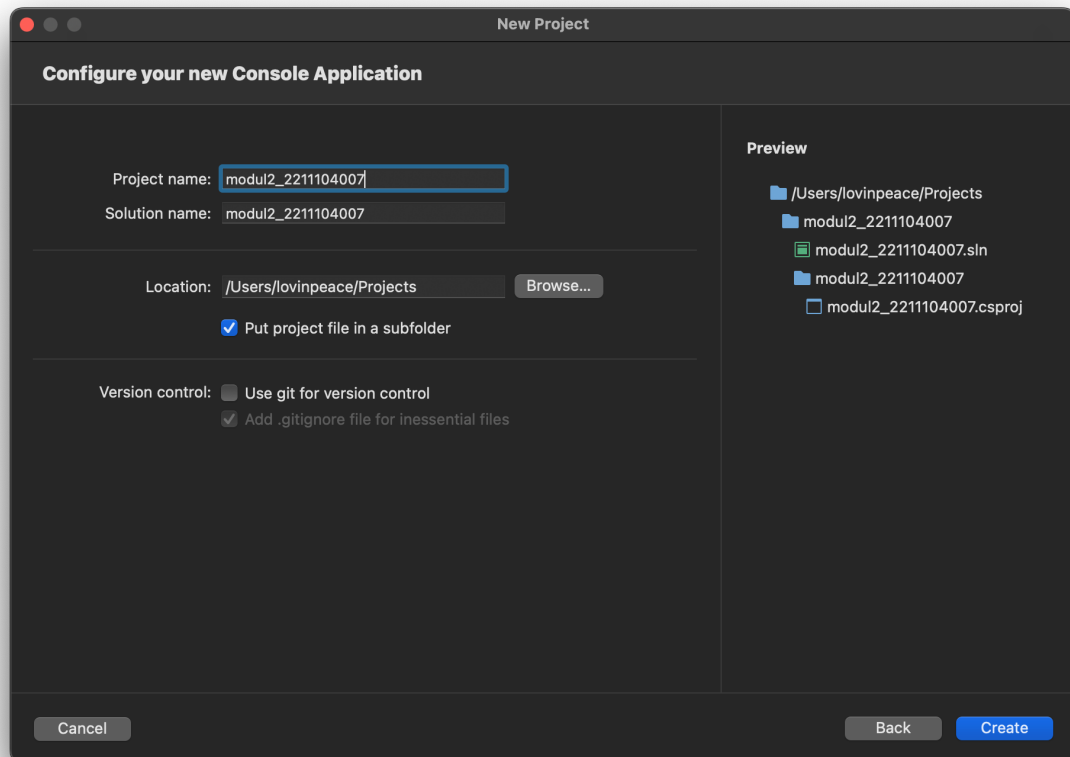 New Project
Configure your new Console Application
Project name: modul2_2211104007
Solution name: modul2_2211104007
Location: /Users/lovinpeace/Projects Browse...
Put project file in a subfolder
Version control: Use git for version control
Add .gitignore file for inessential files
Preview
/Users/lovinpeace/Projects
modul2_2211104007
modul2_2211104007.sln
modul2_2211104007
modul2_2211104007.csproj
Cancel Back Create